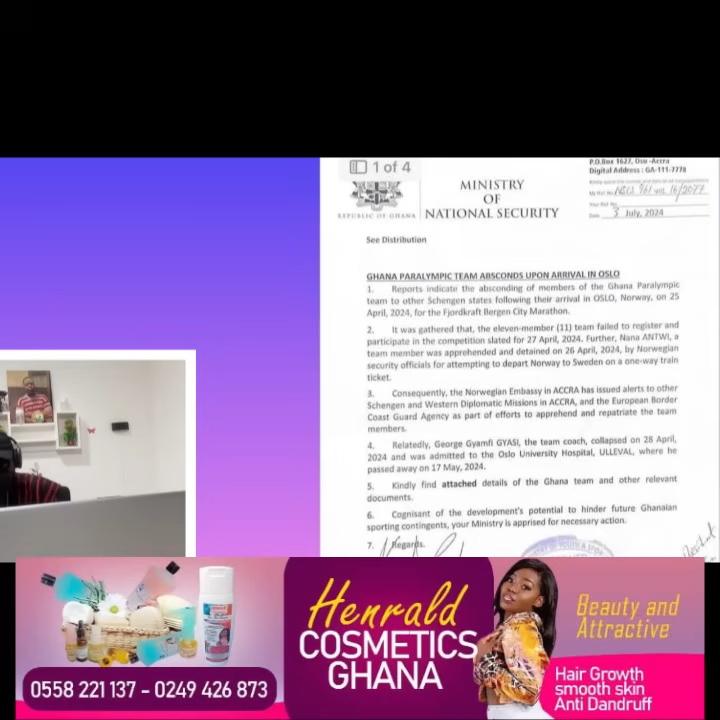 1 of 4
P.O.Box 1627, Osu -Accra
Digital Address : GA-111-7778
REPUBLIC OF GHANA
MINISTRY
OF
NATIONAL SECURITY
My Ref. No.
Your Ref. No.
Date 3 July, 2024
See Distribution
GHANA PARALYMPIC TEAM ABSCONDS UPON ARRIVAL IN OSLO
1. Reports indicate the absconding of members of the Ghana Paralympic
team to other Schengen states following their arrival in OSLO, Norway, on 25
April, 2024, for the Fjordkraft Bergen City Marathon.
2. It was gathered that, the eleven-member (11) team failed to register and
participate in the competition slated for 27 April, 2024. Further, Nana ANTWI, a
team member was apprehended and detained on 26 April, 2024, by Norwegian
security officials for attempting to depart Norway to Sweden on a one-way train
ticket.
3. Consequently, the Norwegian Embassy in ACCRA has issued alerts to other
Schengen and Western Diplomatic Missions in ACCRA, and the European Border
Coast Guard Agency as part of efforts to apprehend and repatriate the team
members.
4. Relatedly, George Gyamfi GYASI, the team coach, collapsed on 28 April,
2024 and was admitted to the Oslo University Hospital, ULLEVAL, where he
passed away on 17 May, 2024.
5. Kindly find attached details of the Ghana team and other relevant
documents.
6. Cognisant of the development's potential to hinder future Ghanaian
sporting contingents, your Ministry is apprised for necessary action.
7. Regards.
Henrald
COSMETICS
GHANA
0558 221 137 - 0249 426 873
Beauty and
Attractive
Hair Growth
smooth skin
Anti Dandruff